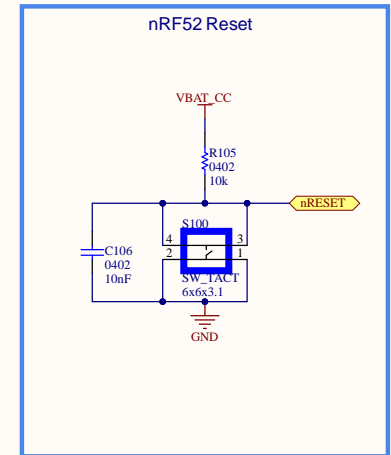 nRF52 Reset
VBAT_CC
R105
0402
10k
nRESET
S100
4 3
2 1
C106
0402
10nF
SW_TACT
6x6x3.1
GND